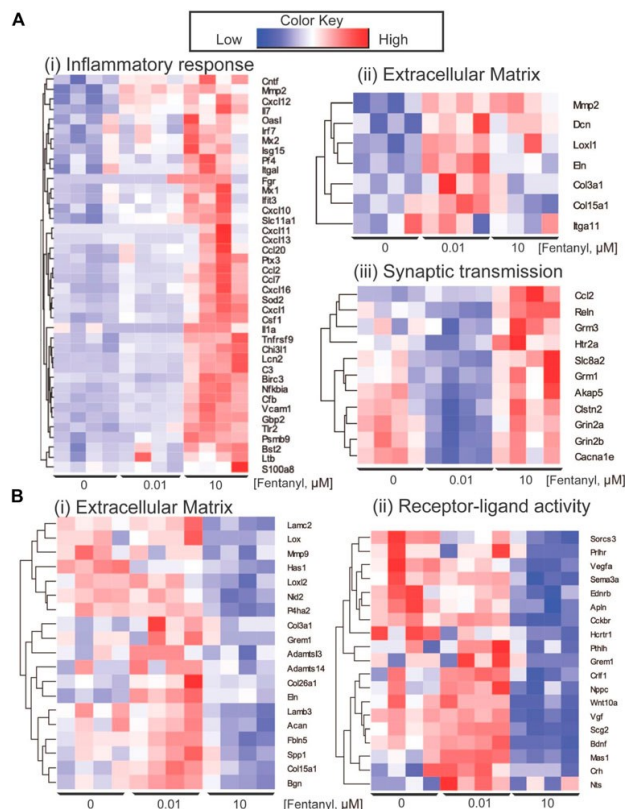 A
Color Key
Low
High
(i) Inflammatory response
Cntf
Mmp2
Cxcl12
Il7
Oasl
Irf7
Mx2
Isg15
Pf4
Itgal
Fgr
Mx1
Ifit3
Cxcl10
Slc11a1
Cxcl11
Cxcl13
Ccl20
Ptx3
Ccl2
Ccl7
Cxcl16
Sod2
Cxcl1
Csf1
Il1a
Tnfrsf9
Chi3l1
Lcn2
C3
Birc3
Nfkbia
Cfb
Vcam1
Gbp2
Tlr2
Psmb9
Bst2
Ltb
S100a8
0 0.01 10 [Fentanyl, μM]
(ii) Extracellular Matrix
Mmp2
Dcn
Loxl1
Eln
Col3a1
Col15a1
Itga11
0 0.01 10 [Fentanyl, μM]
(iii) Synaptic transmission
Ccl2
Reln
Grm3
Htr2a
Slc8a2
Grm1
Akap5
Clstn2
Grin2a
Grin2b
Cacna1e
0 0.01 10 [Fentanyl, μM]
B
(i) Extracellular Matrix
Lamc2
Lox
Mmp9
Has1
Loxl2
Nid2
P4ha2
Col3a1
Grem1
Adamtsl3
Adamts14
Col26a1
Eln
Lamb3
Acan
Fbln5
Spp1
Col15a1
Bgn
0 0.01 10 [Fentanyl, μM]
(ii) Receptor-ligand activity
Sorcs3
Prlhr
Vegfa
Sema3a
Ednrb
Apln
Cckbr
Hcrtr1
Pthlh
Grem1
Crlf1
Nppc
Wnt10a
Vgf
Scg2
Bdnf
Mas1
Crh
Nts
0 0.01 10